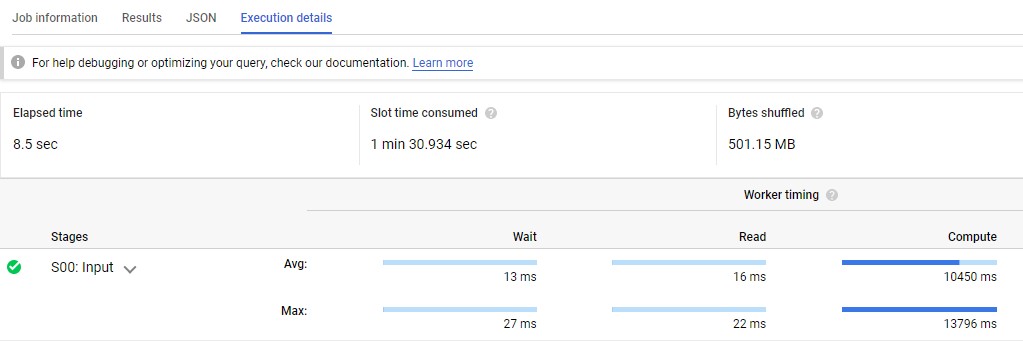 Job information Results JSON Execution details
For help debugging or optimizing your query, check our documentation. Learn more
Elapsed time Slot time consumed Bytes shuffled
8.5 sec 1 min 30.934 sec 501.15 MB
Worker timing
Stages Wait Read Compute
S00: Input Avg: 13 ms 16 ms 10450 ms
Max: 27 ms 22 ms 13796 ms